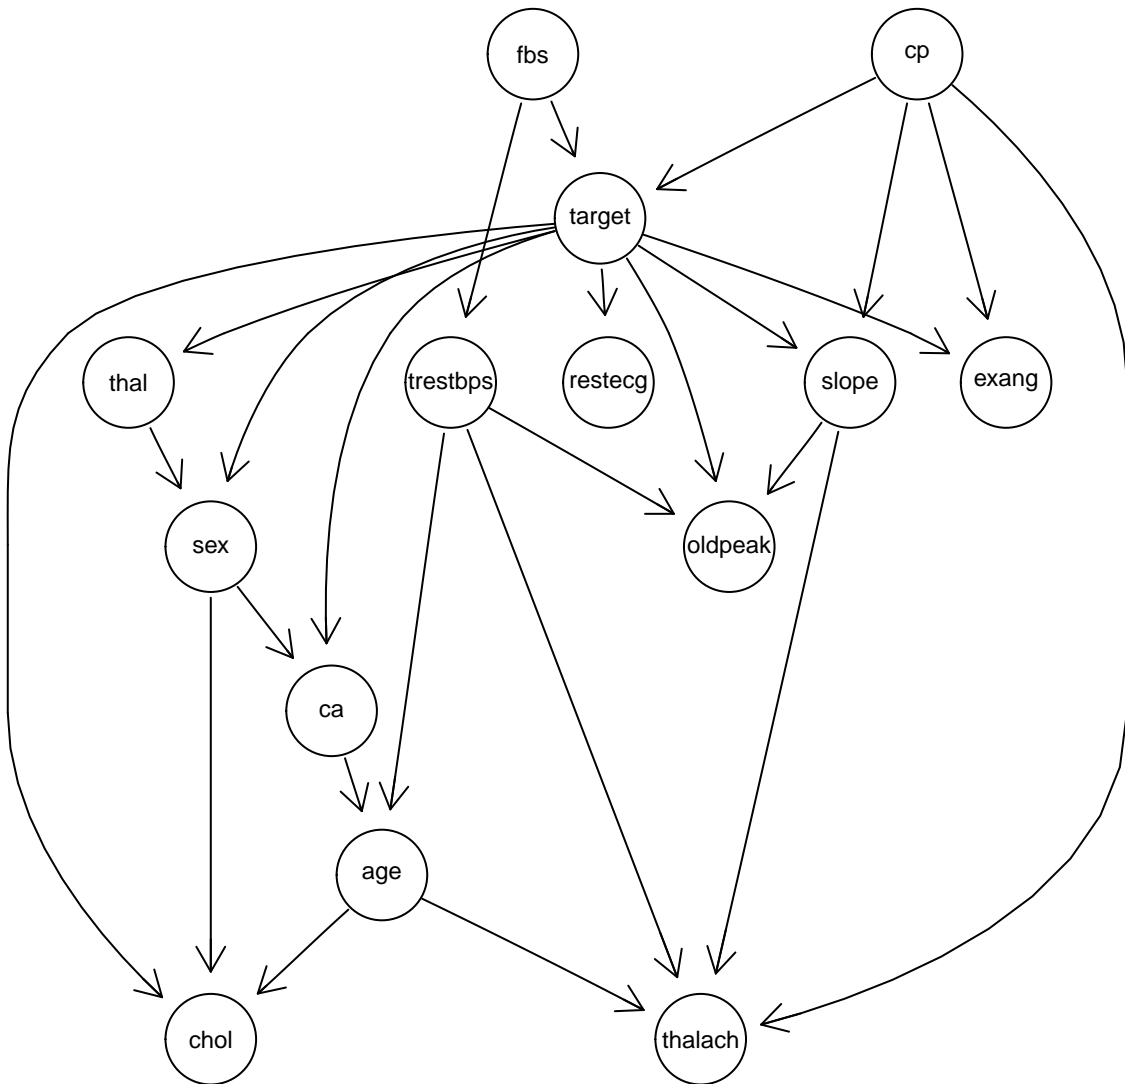 fbs
cp
target
thal
trestbps
restecg
slope
exang
sex
oldpeak
ca
age
chol
thalach